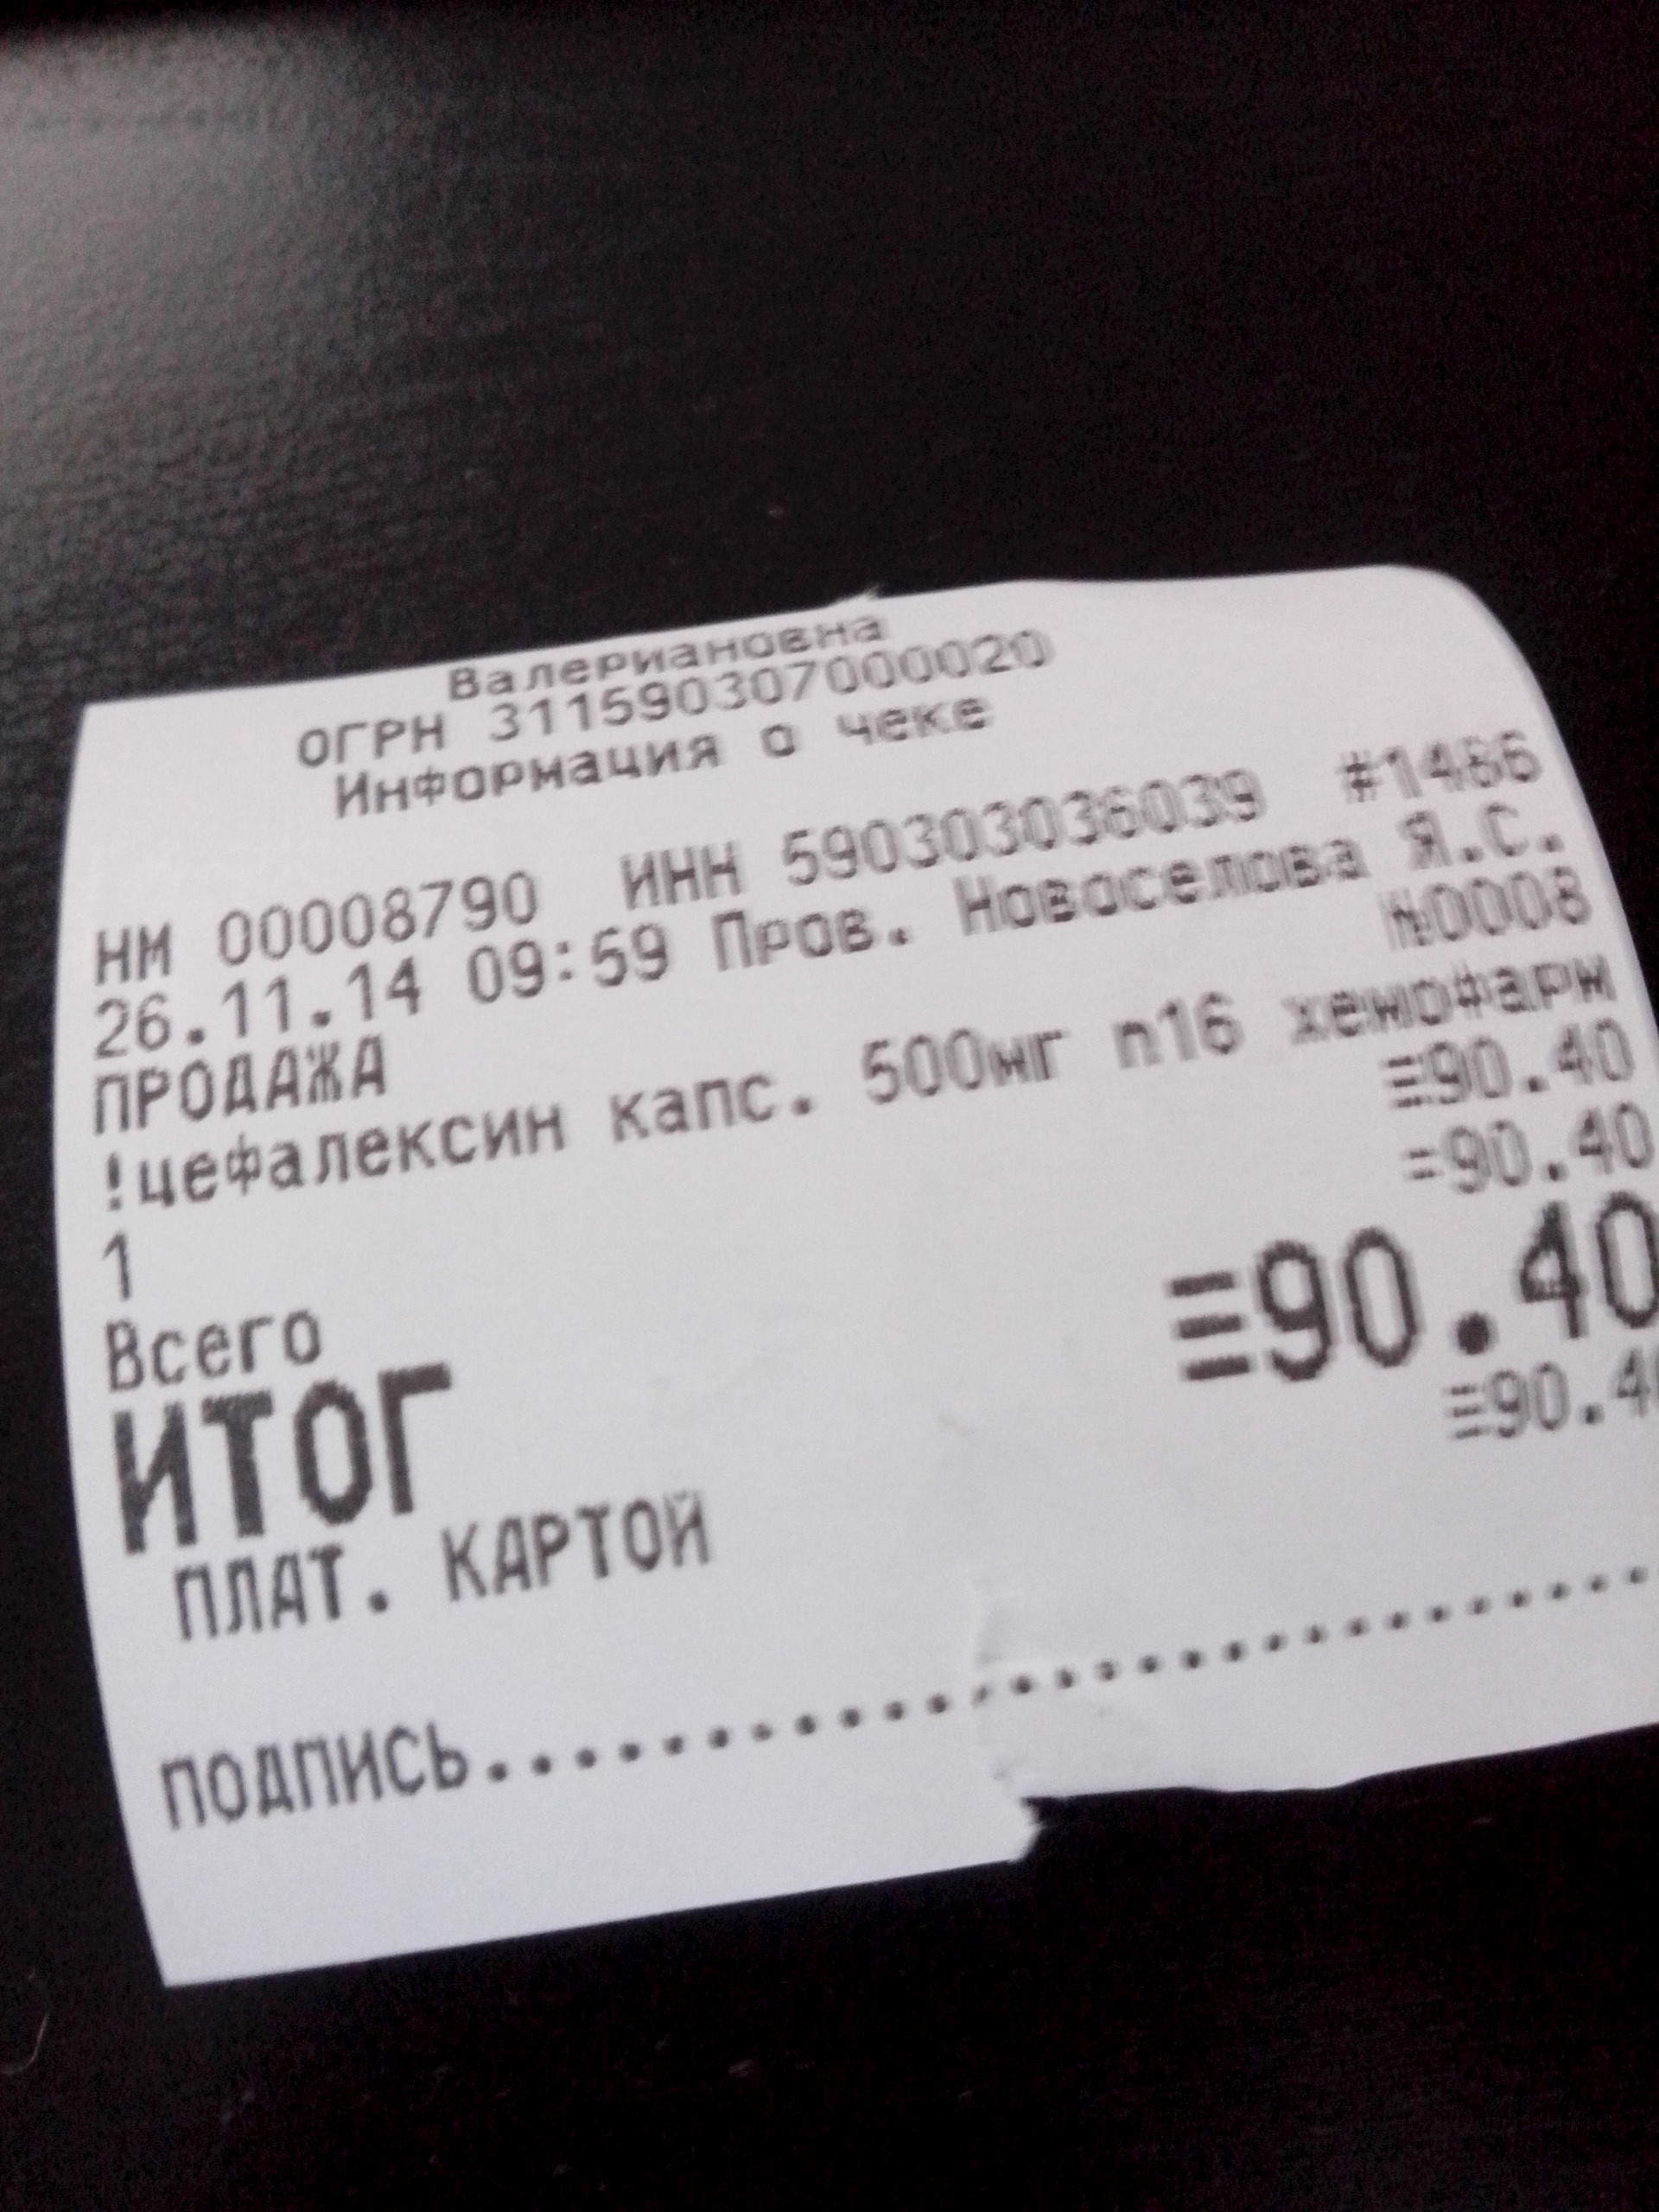 Валериановна
ОГРН 311590307000020
Информация о чеке
НМ 00008790 ИНН 590303036039 #1466
26.11.14 09:59 Пров. Новоселова Я.С.
ПРОДАЖА №0008
!цефалексин капс. 500мг n16 хемофарм
1 ≡90.40
Всего =90.40
ИТОГ ≡90.40
ПЛАТ. КАРТОЙ ≡90.40
ПОДПИСЬ..............................